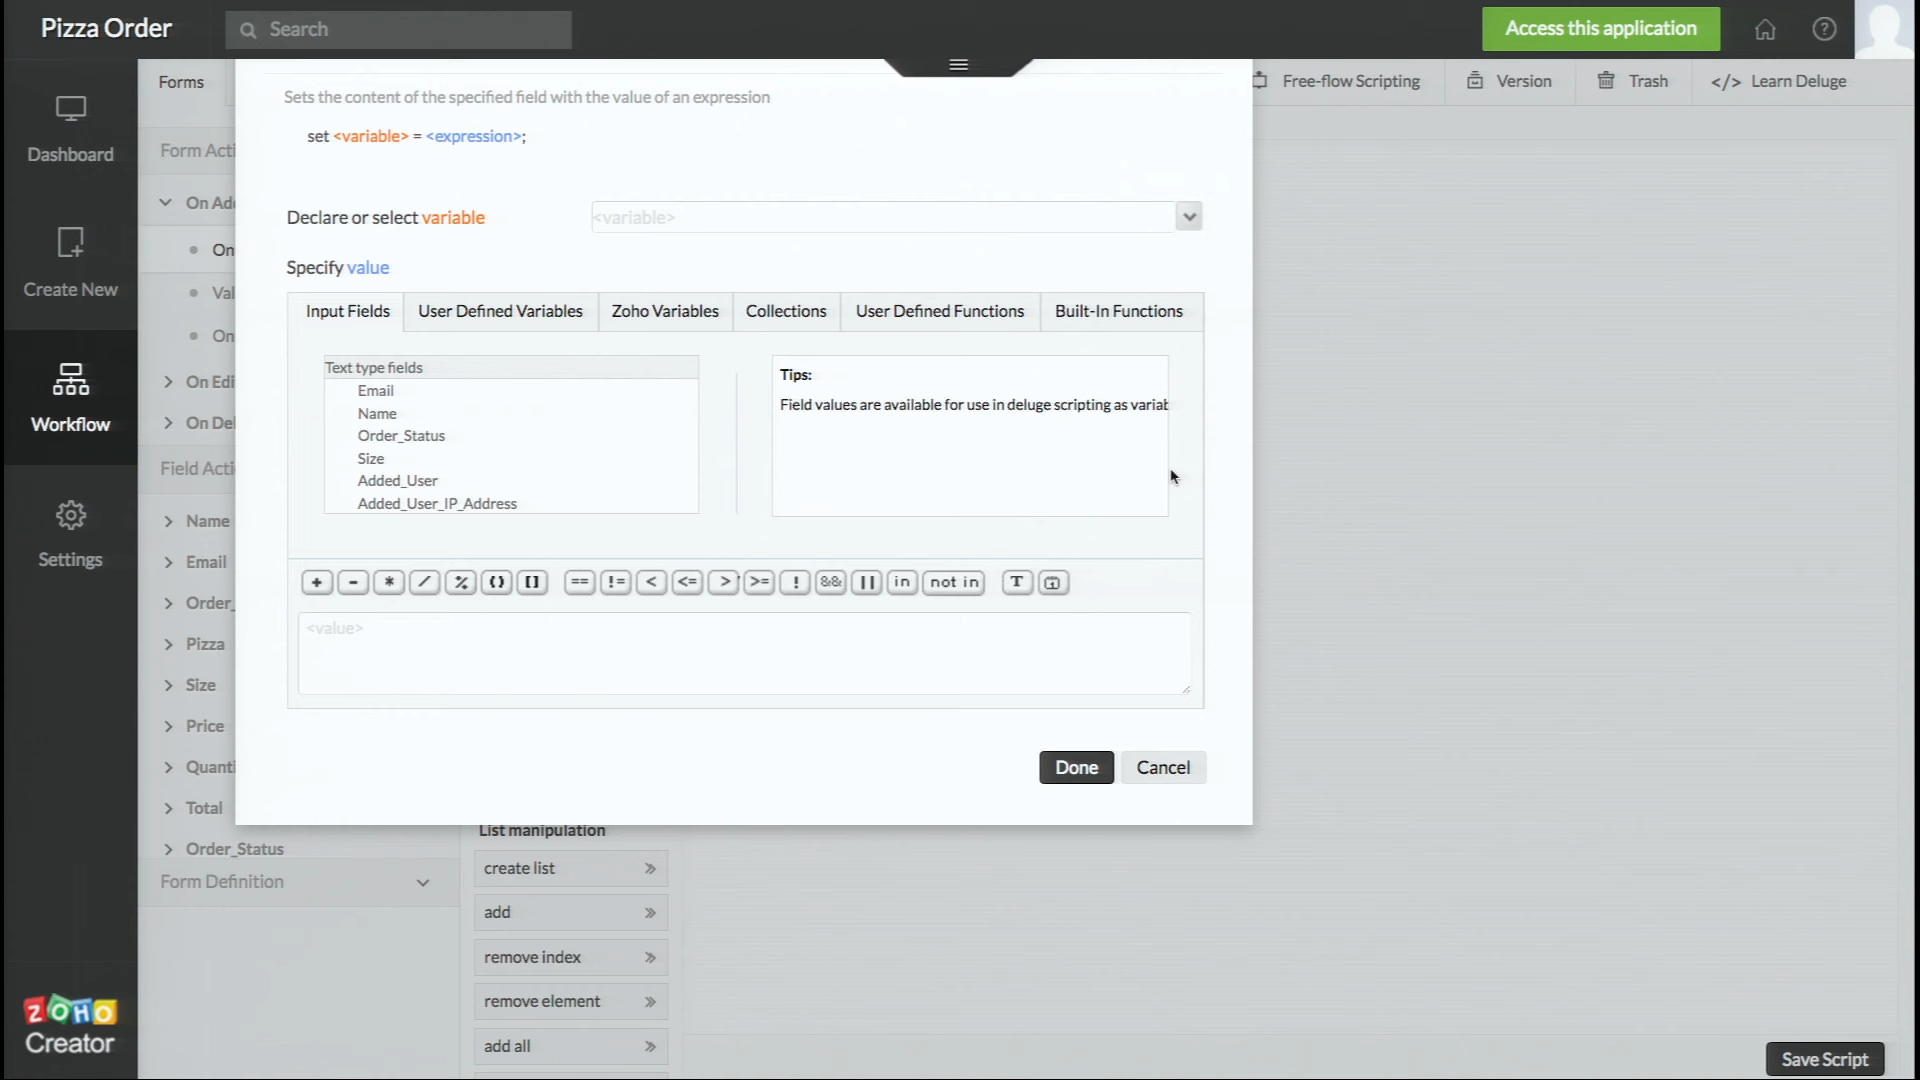 Pizza Order
Search
Access this application
?
Forms
Free-flow Scripting
Version
Trash
</> Learn Deluge
Dashboard
Create New
Workflow
Settings
ZOHO
Creator
Form Acti
On Ad
On
Val
On
On Edi
On Del
Field Acti
Name
Email
Order_
Pizza
Size
Price
Quanti
Total
Order_Status
Form Definition
Sets the content of the specified field with the value of an expression
set <variable> = <expression>;
Declare or select variable
<variable>
Specify value
Input Fields
User Defined Variables
Zoho Variables
Collections
User Defined Functions
Built-In Functions
Text type fields
Email
Name
Order_Status
Size
Added_User
Added_User_IP_Address
Tips:
Field values are available for use in deluge scripting as variab
+ - * / % () [] == != < <= > >= ! && || in not in T
<value>
Done
Cancel
List manipulation
create list
add
remove index
remove element
add all
Save Script